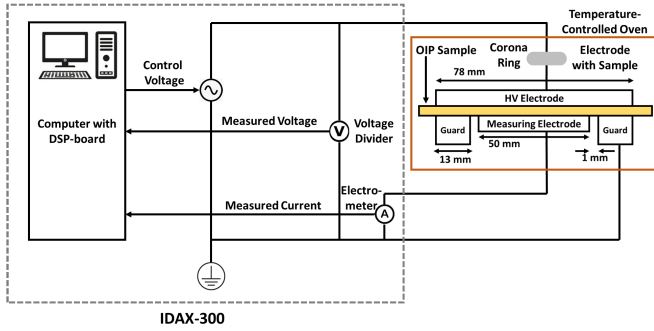 Temperature-
Controlled Oven
Control
Voltage
OIP Sample
Corona
Ring
Electrode
with Sample
78 mm
HV Electrode
Computer with
DSP-board
Measured Voltage
V
Voltage
Divider
Guard
Measuring Electrode
Guard
50 mm
13 mm
1 mm
Electro-
meter
Measured Current
A
IDAX-300